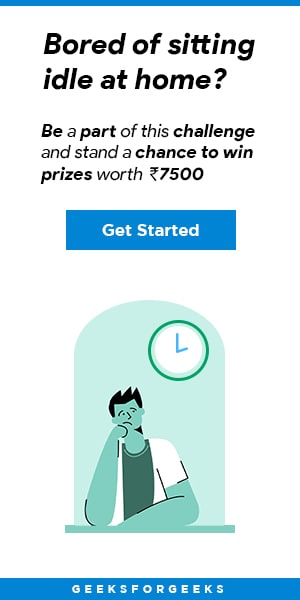 Bored of sitting
idle at home?
Be a part of this challenge
and stand a chance to win
prizes worth ₹7500
Get Started
GEEKSFORGEEKS